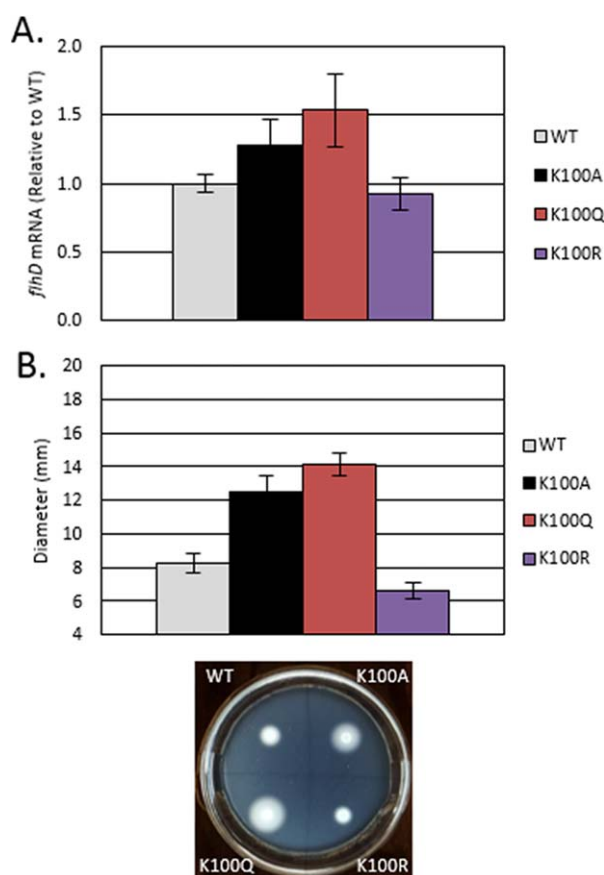 A.
2.0
1.5
1.0
0.5
0.0
flhD mRNA (Relative to WT)
WT
K100A
K100Q
K100R
B.
20
18
16
14
12
10
8
6
4
Diameter (mm)
WT
K100A
K100Q
K100R
WT K100A
K100Q K100R